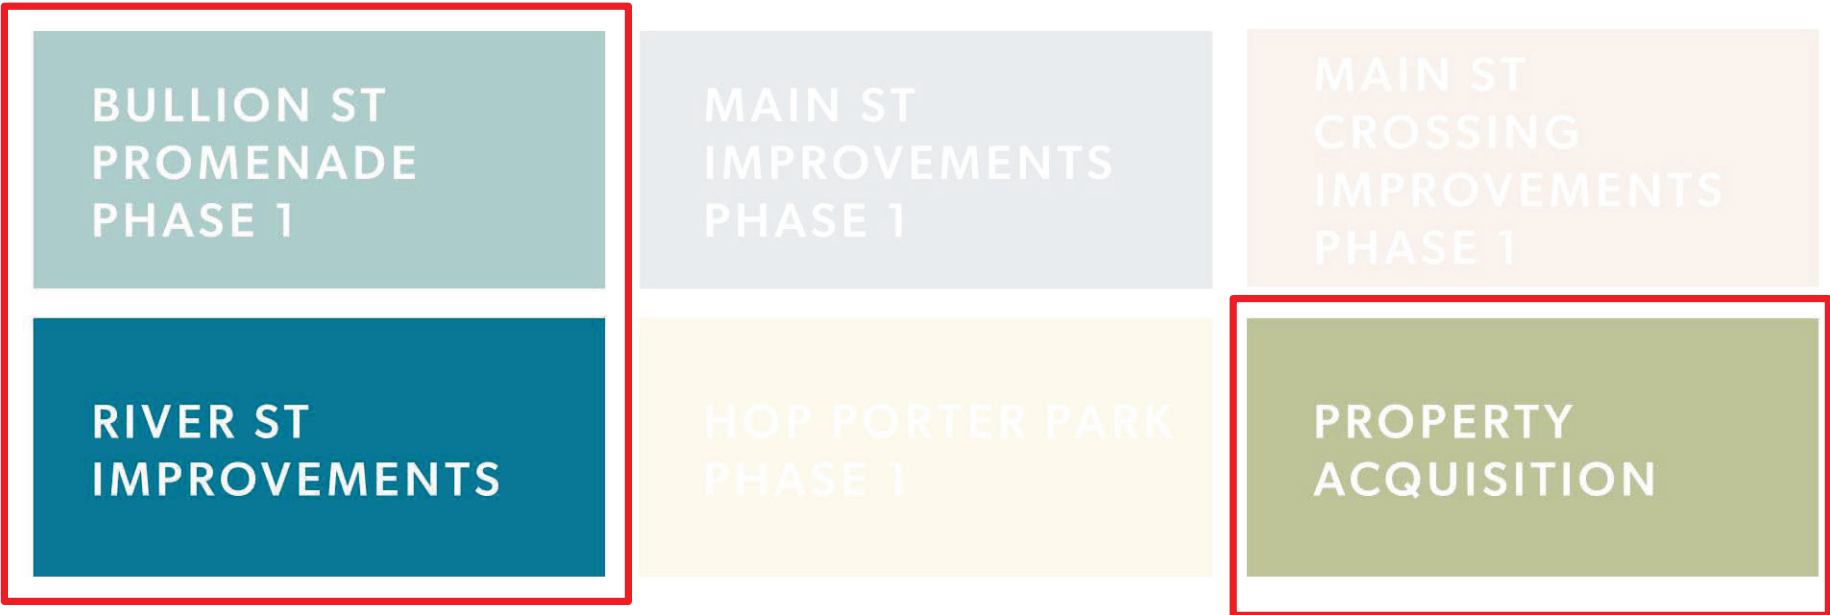 BULLION ST
PROMENADE
PHASE 1
MAIN ST
IMPROVEMENTS
PHASE 1
MAIN ST
CROSSING
IMPROVEMENTS
PHASE 1
RIVER ST
IMPROVEMENTS
HOP PORTER PARK
PHASE 1
PROPERTY
ACQUISITION